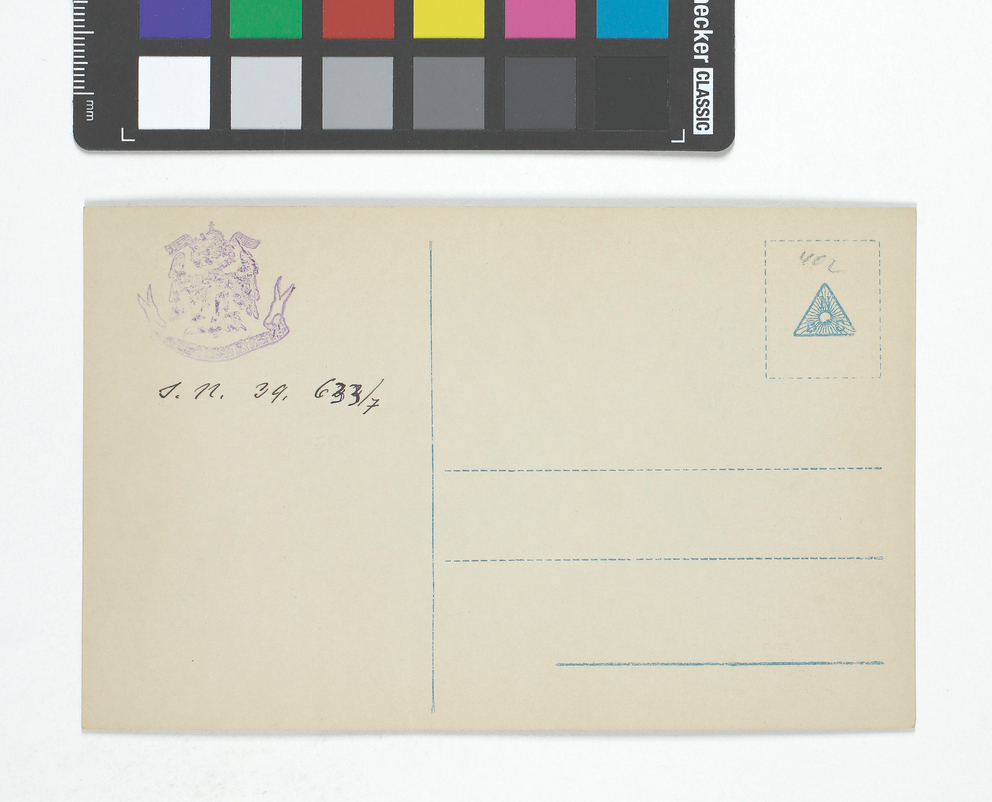 ecker CLASSIC
mm
402
S. N. 39. 633/7